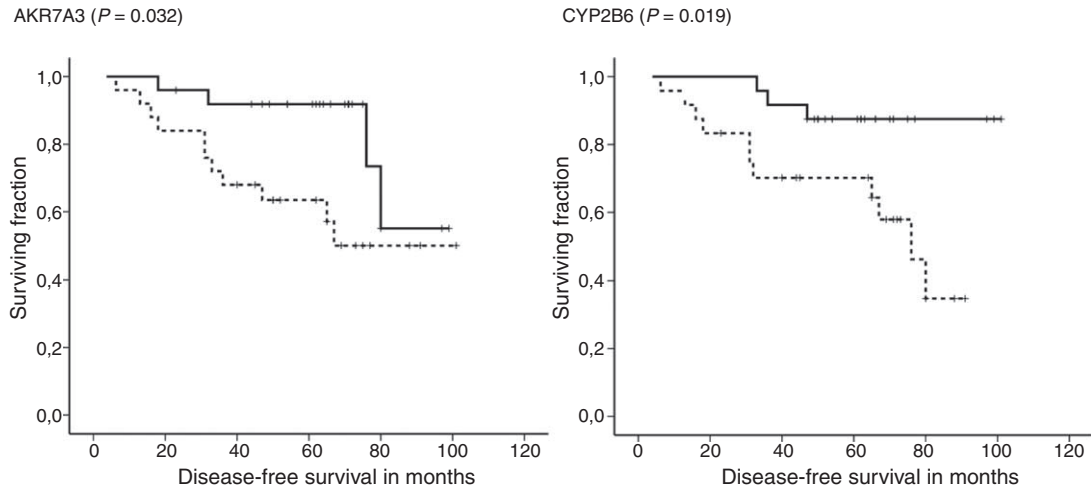 AKR7A3 (P = 0.032)
1,0
0,8
0,6
0,4
0,2
0,0
Surviving fraction
0 20 40 60 80 100 120
Disease-free survival in months
CYP2B6 (P = 0.019)
1,0
0,8
0,6
0,4
0,2
0,0
Surviving fraction
0 20 40 60 80 100 120
Disease-free survival in months